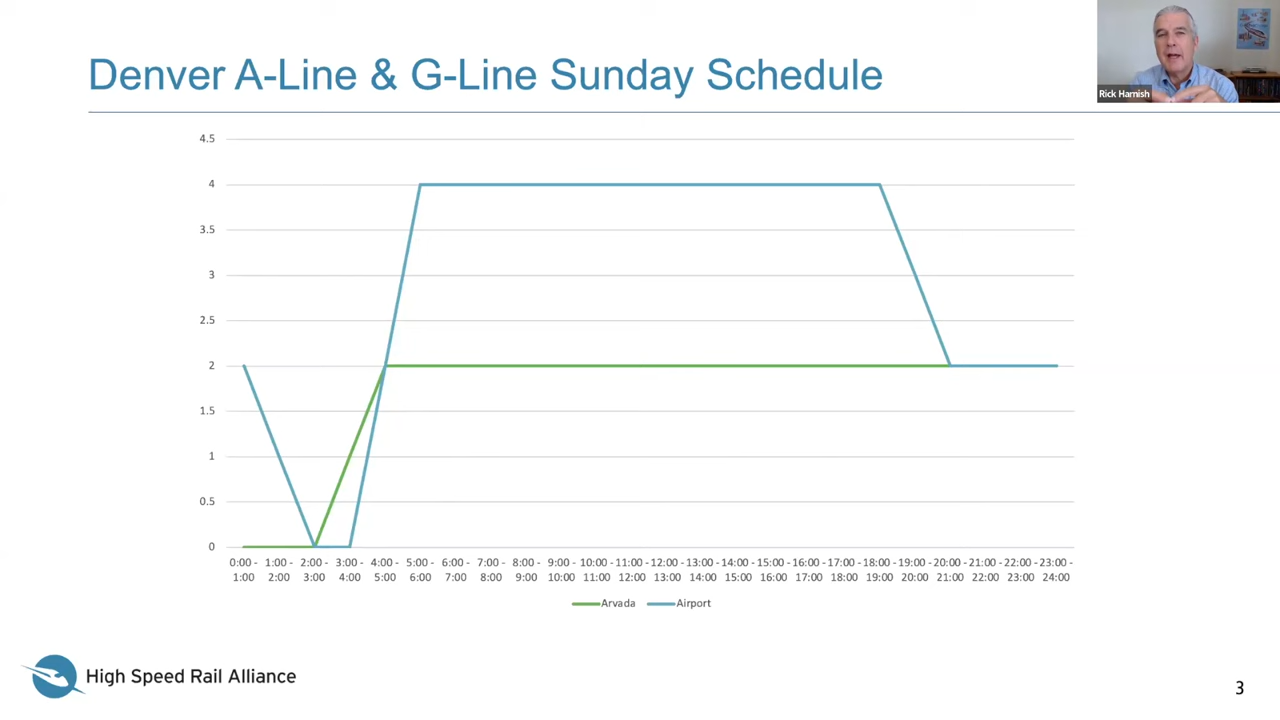 Denver A-Line & G-Line Sunday Schedule
Rick Harnish
4.5
4
3.5
3
2.5
2
1.5
1
0.5
0
0:00 - 1:00 - 2:00 - 3:00 - 4:00 - 5:00 - 6:00 - 7:00 - 8:00 - 9:00 - 10:00 - 11:00 - 12:00 - 13:00 - 14:00 - 15:00 - 16:00 - 17:00 - 18:00 - 19:00 - 20:00 - 21:00 - 22:00 - 23:00 -
1:00 2:00 3:00 4:00 5:00 6:00 7:00 8:00 9:00 10:00 11:00 12:00 13:00 14:00 15:00 16:00 17:00 18:00 19:00 20:00 21:00 22:00 23:00 24:00
Arvada Airport
High Speed Rail Alliance
3